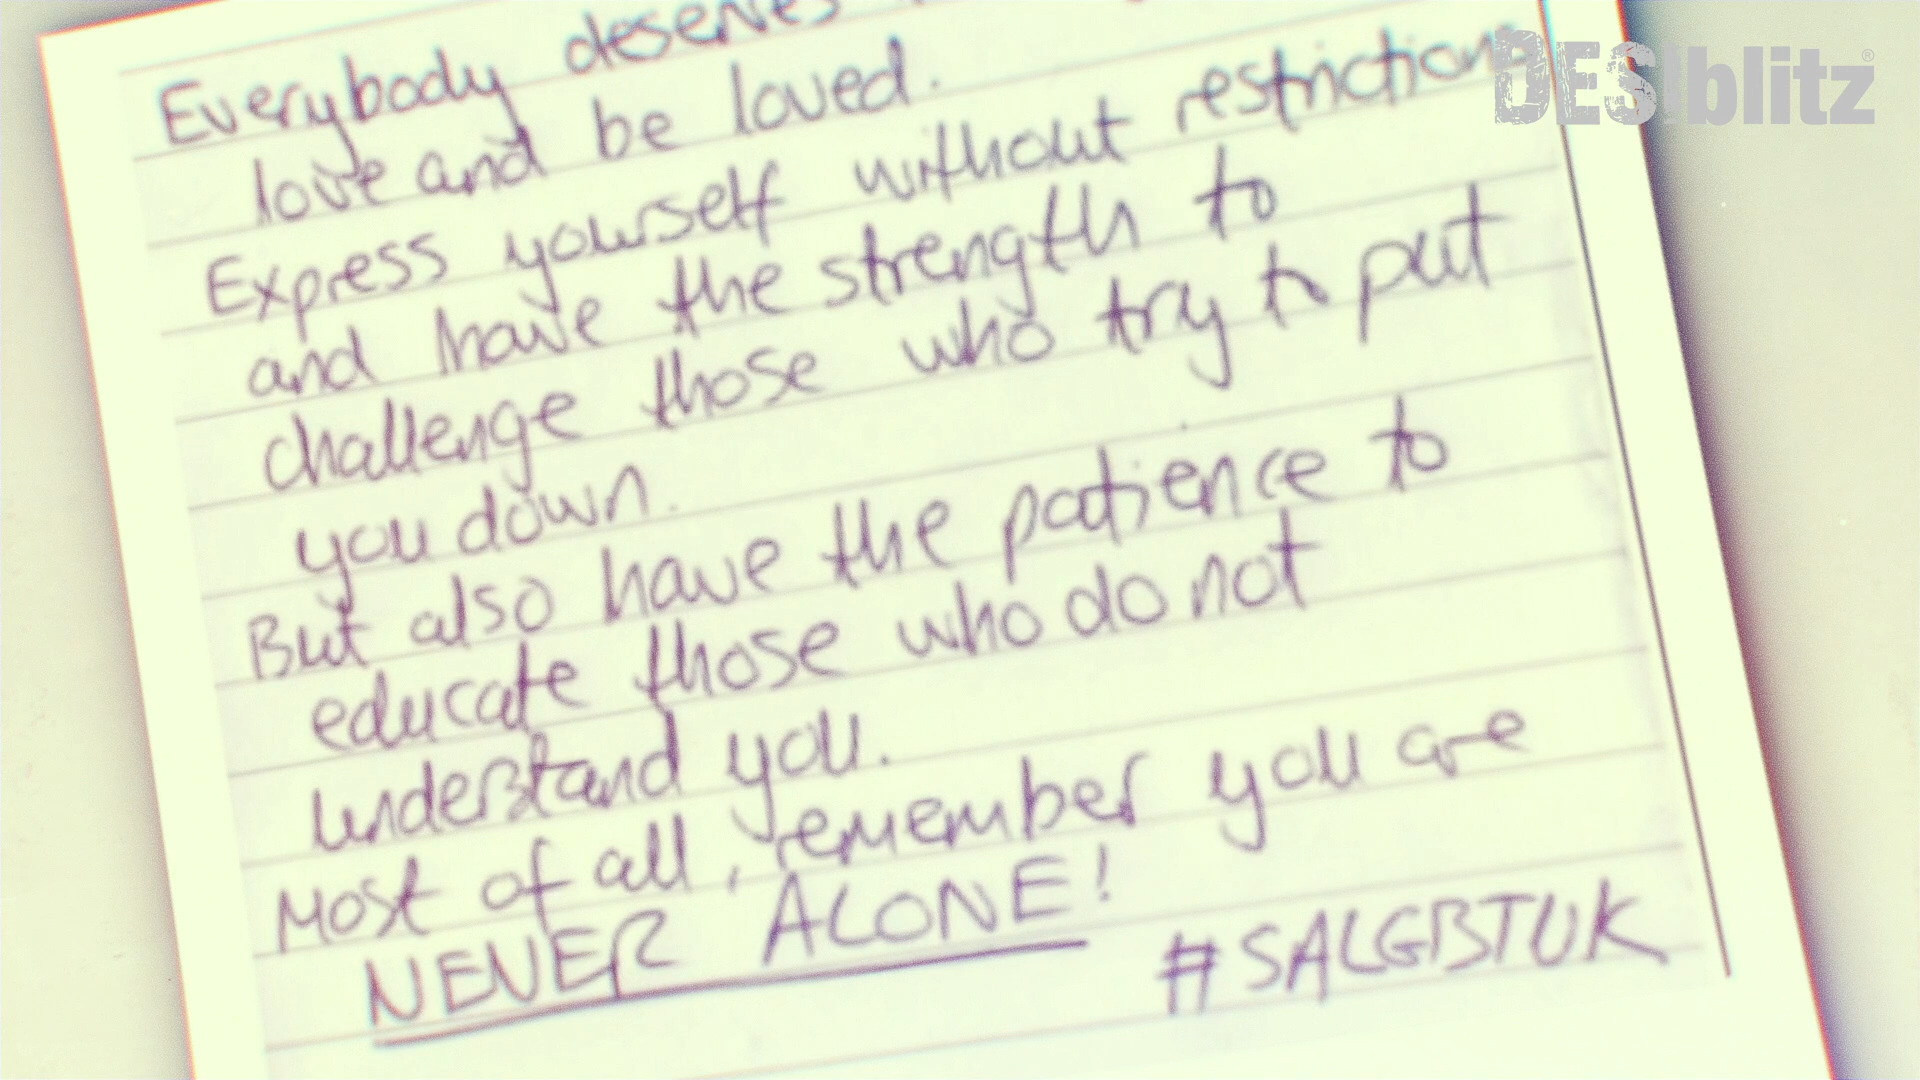 Everybody deserves
love and be loved.
Express yourself without restrictions
and have the strength to
challenge those who try to put
you down.
But also have the patience to
educate those who do not
understand you.
Most of all, remember you are
NEVER ALONE!
#SALGBTUK
DESIblitz®